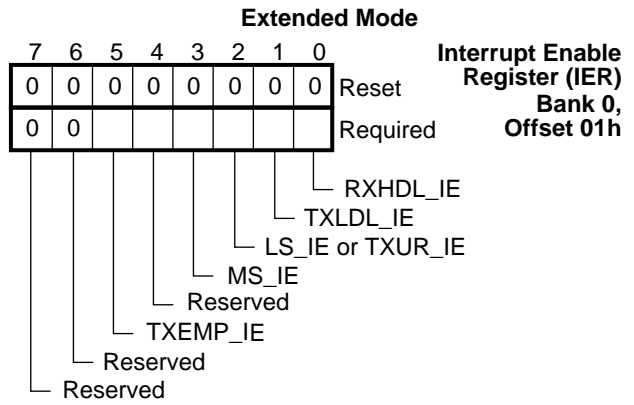 Extended Mode
7 6 5 4 3 2 1 0
Interrupt Enable
Register (IER)
Bank 0,
Offset 01h
0 0 0 0 0 0 0 0 Reset
0 0 Required
RXHDL_IE
TXLDL_IE
LS_IE or TXUR_IE
MS_IE
Reserved
TXEMP_IE
Reserved
Reserved